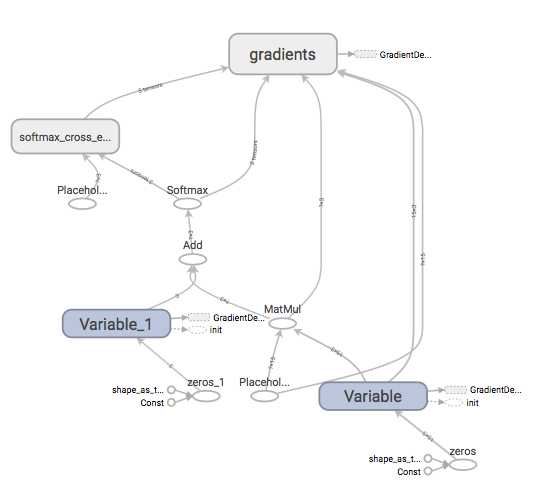 gradients
GradientDe...
softmax_cross_e...
Placehol...
Softmax
Add
Variable_1
GradientDe...
init
MatMul
shape_as_t...
Const
zeros_1
Placehol...
Variable
GradientDe...
init
shape_as_t...
Const
zeros